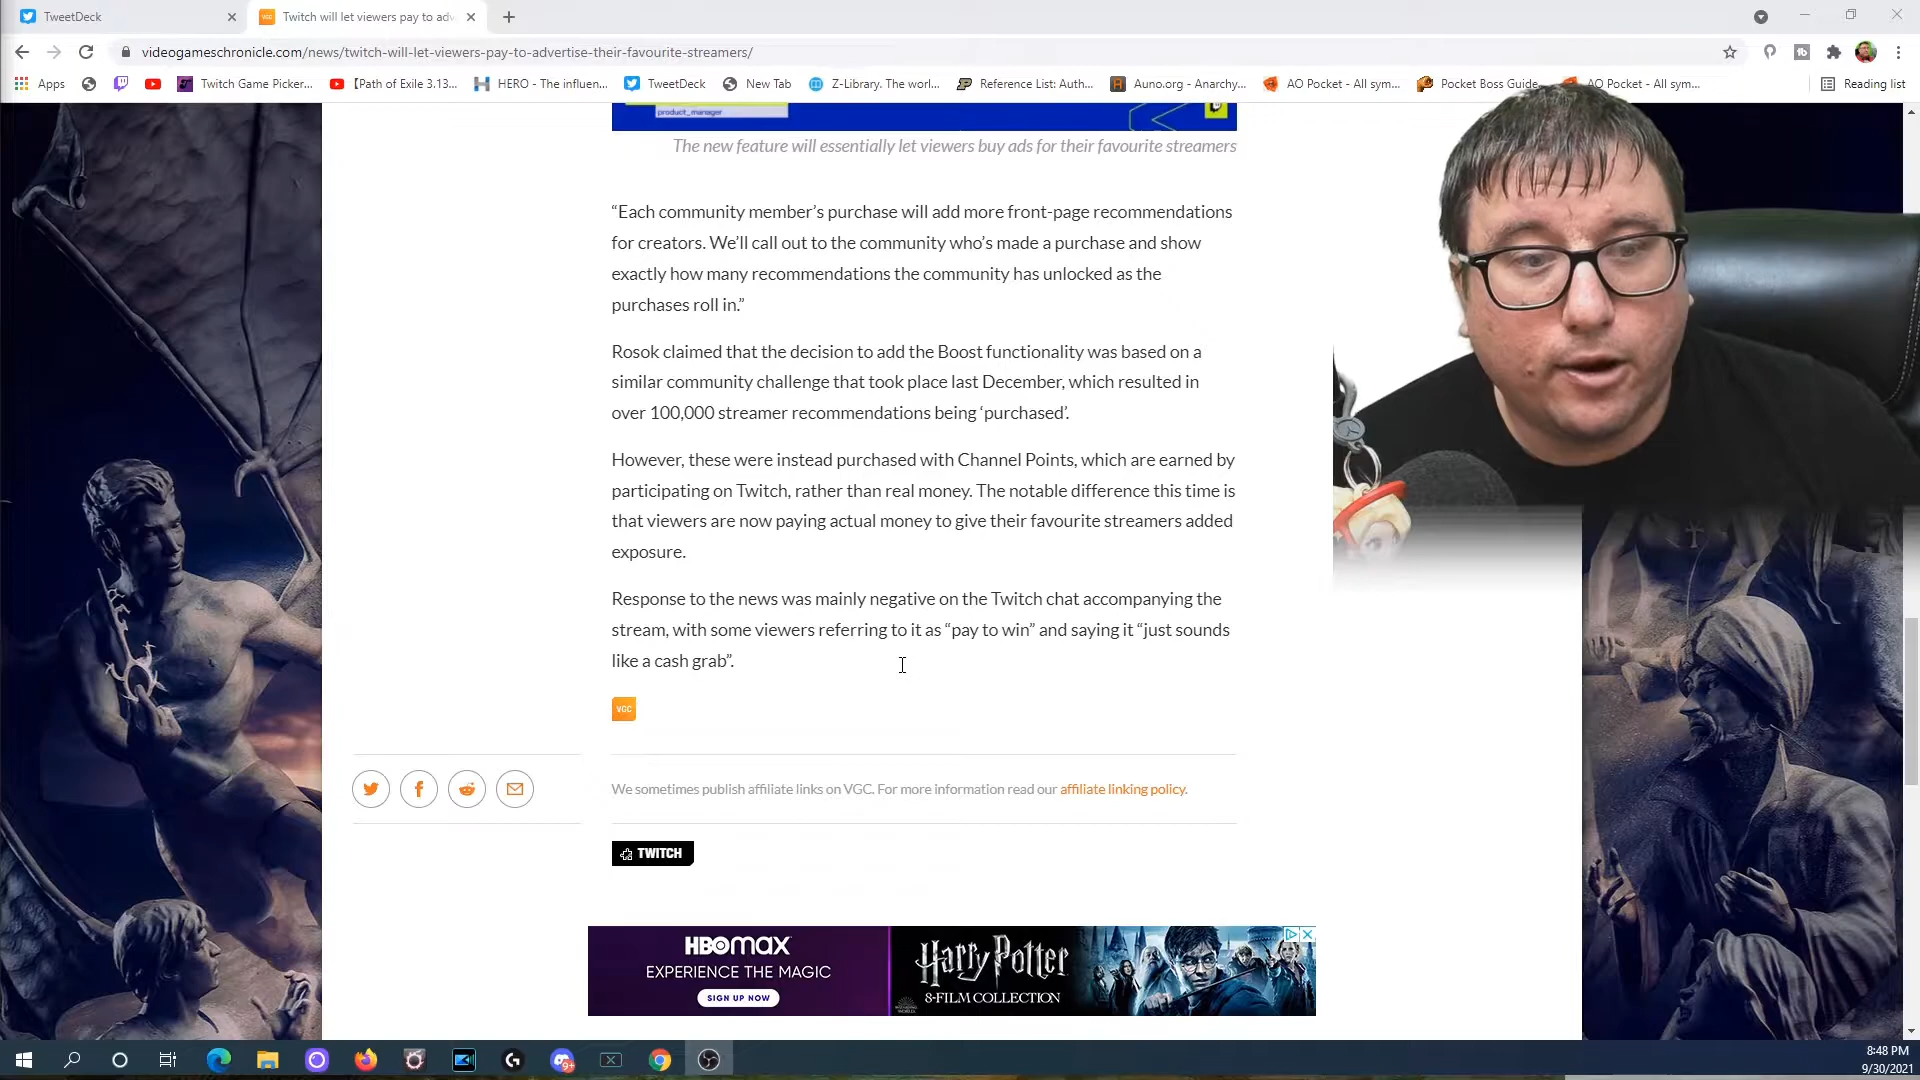 TweetDeck
Twitch will let viewers pay to adv
videogameschronicle.com/news/twitch-will-let-viewers-pay-to-advertise-their-favourite-streamers/
Apps
Twitch Game Picker...
[Path of Exile 3.13...
HERO - The influen...
TweetDeck
New Tab
Z-Library. The worl...
Reference List: Auth...
Auno.org - Anarchy...
AO Pocket - All sym...
Pocket Boss Guide...
AO Pocket - All sym...
Reading list
product_manager
The new feature will essentially let viewers buy ads for their favourite streamers
“Each community member’s purchase will add more front-page recommendations
for creators. We’ll call out to the community who’s made a purchase and show
exactly how many recommendations the community has unlocked as the
purchases roll in.”
Rosok claimed that the decision to add the Boost functionality was based on a
similar community challenge that took place last December, which resulted in
over 100,000 streamer recommendations being ‘purchased’.
However, these were instead purchased with Channel Points, which are earned by
participating on Twitch, rather than real money. The notable difference this time is
that viewers are now paying actual money to give their favourite streamers added
exposure.
Response to the news was mainly negative on the Twitch chat accompanying the
stream, with some viewers referring to it as “pay to win” and saying it “just sounds
like a cash grab”.
VGC
We sometimes publish affiliate links on VGC. For more information read our affiliate linking policy.
TWITCH
HBOMAX
EXPERIENCE THE MAGIC
SIGN UP NOW
Harry Potter
8-FILM COLLECTION
8:48 PM
9/30/2021